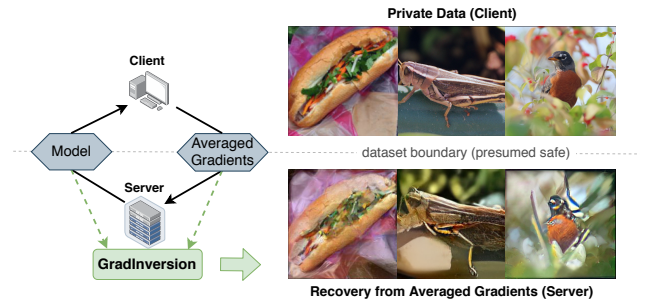 Private Data (Client)
Client
Model
Averaged
Gradients
dataset boundary (presumed safe)
Server
GradInversion
Recovery from Averaged Gradients (Server)